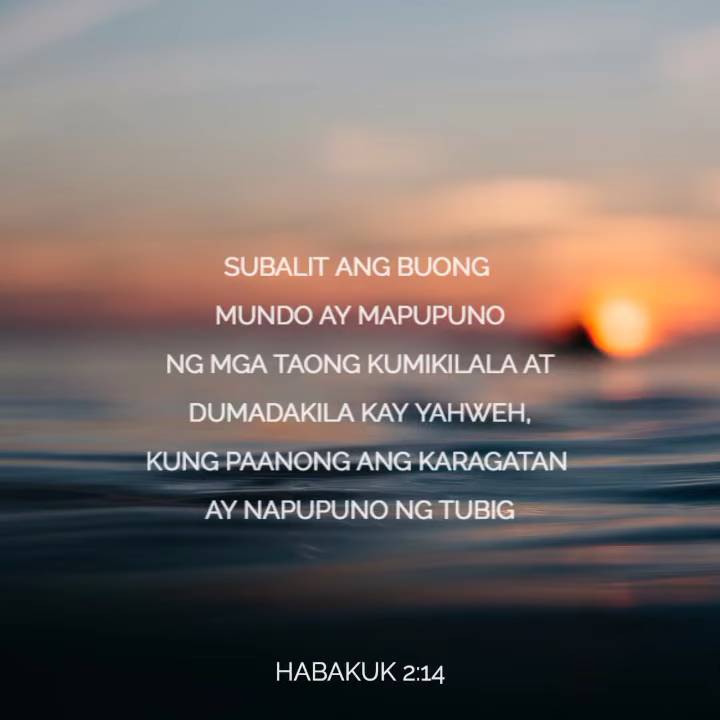 SUBALIT ANG BUONG
MUNDO AY MAPUPUNO
NG MGA TAONG KUMIKILALA AT
DUMADAKILA KAY YAHWEH,
KUNG PAANONG ANG KARAGATAN
AY NAPUPUNO NG TUBIG
HABAKUK 2:14